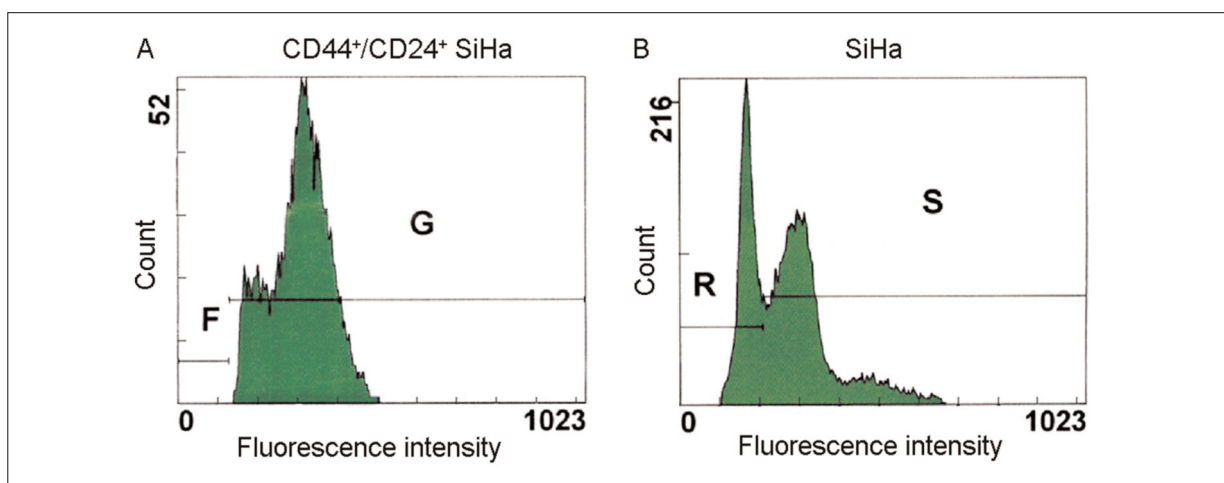 A CD44⁺/CD24⁺ SiHa
52
Count
F
G
0 1023
Fluorescence intensity
B SiHa
216
Count
R
S
0 1023
Fluorescence intensity